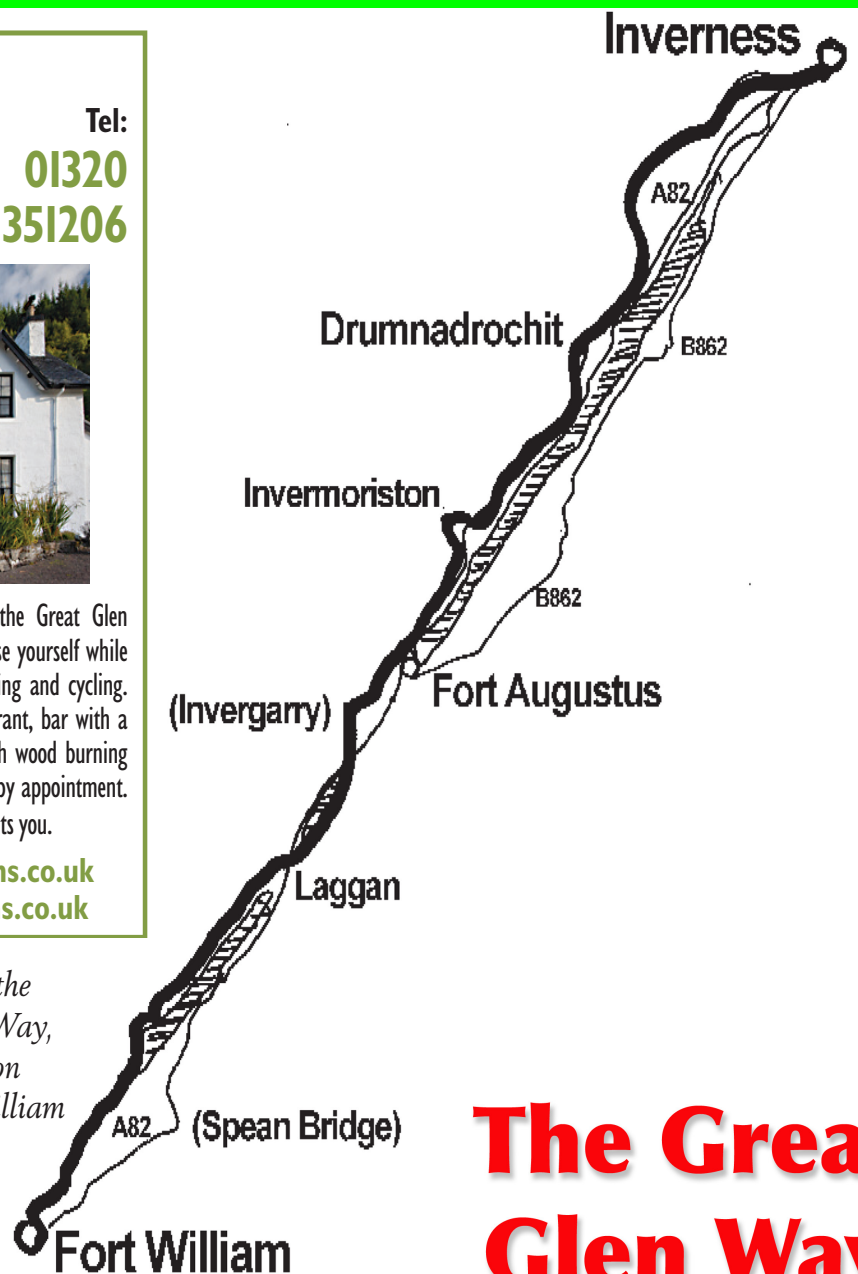 Tel:
01320
351206
the Great Glen
se yourself while
ing and cycling.
rant, bar with a
h wood burning
by appointment.
ts you.
ns.co.uk
s.co.uk
the
Way,
on
lliam
Inverness
A82
Drumnadrochit
B862
Invermoriston
B862
Fort Augustus
(Invergarry)
Laggan
A82
(Spean Bridge)
Fort William
The Grea
Glen Way